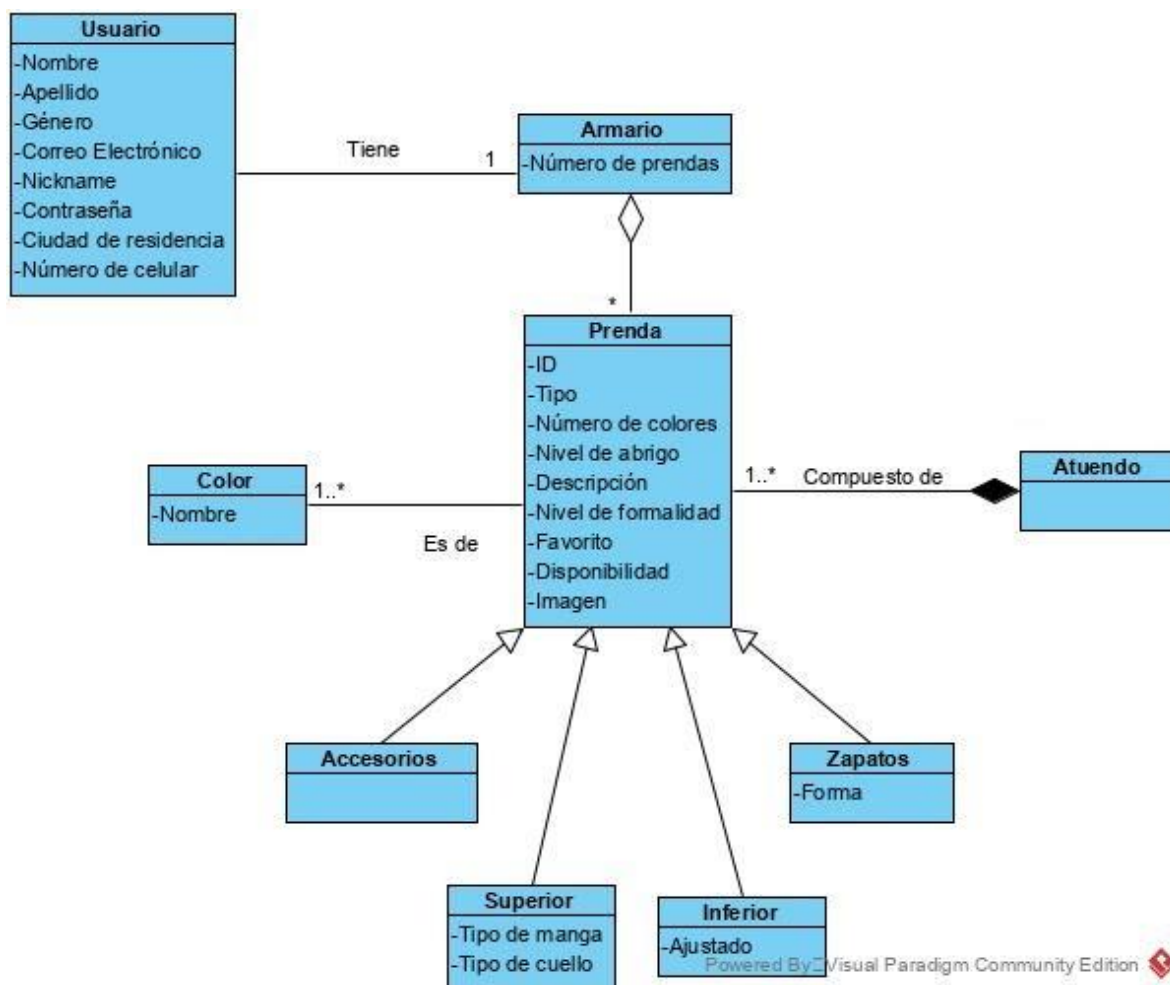 Usuario
-Nombre
-Apellido
-Género
-Correo Electrónico
-Nickname
-Contraseña
-Ciudad de residencia
-Número de celular
Tiene
1
Armario
-Número de prendas
*
Prenda
-ID
-Tipo
-Número de colores
-Nivel de abrigo
-Descripción
-Nivel de formalidad
-Favorito
-Disponibilidad
-Imagen
Color
-Nombre
1..*
Es de
1..*
Compuesto de
Atuendo
Accesorios
Zapatos
-Forma
Superior
-Tipo de manga
-Tipo de cuello
Inferior
-Ajustado
Powered By Visual Paradigm Community Edition